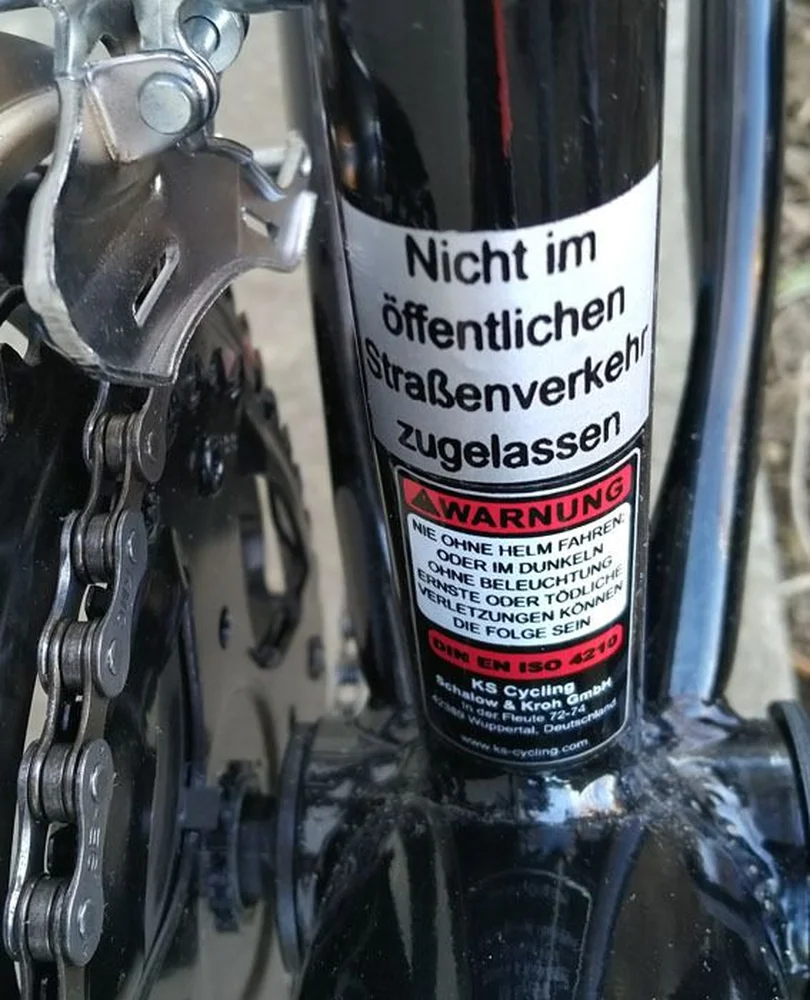 Nicht im
öffentlichen
Straßenverkehr
zugelassen
WARNUNG
NIE OHNE HELM FAHREN:
ODER IM DUNKELN
OHNE BELEUCHTUNG
ERNSTE ODER TÖDLICHE
VERLETZUNGEN KÖNNEN
DIE FOLGE SEIN
DIN EN ISO 4210
KS Cycling
Schalow & Kroh GmbH
In der Fleute 72-74
42389 Wuppertal, Deutschland
www.ks-cycling.com